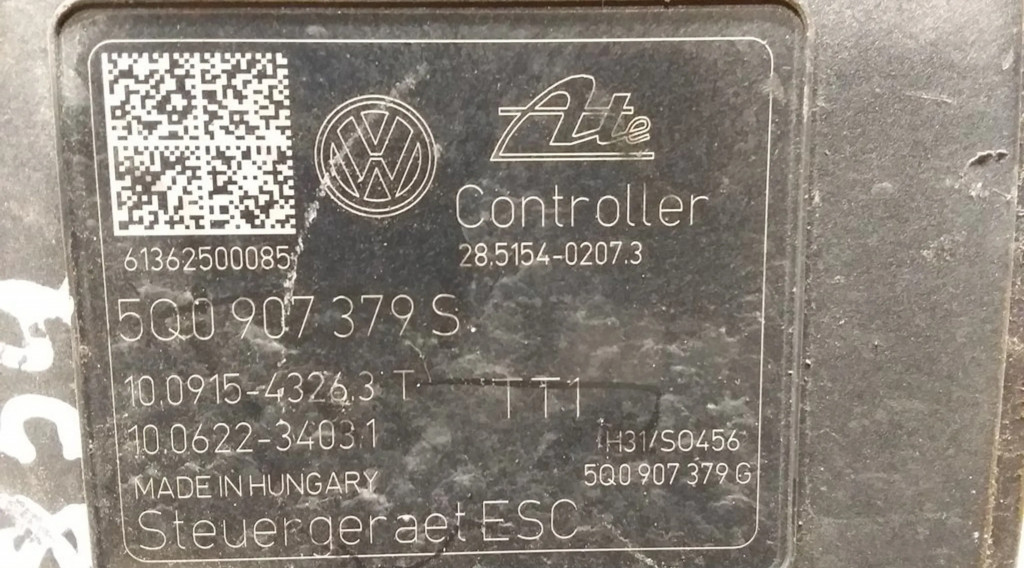 VW
Ate
Controller
61362500085
28.5154-0207.3
5Q0 907 379 S
10.0915-4326.3 T
TT1
10.0622-3403.1
H31/S0456
MADE IN HUNGARY
5Q0 907 379 G
Steuergeraet ESC